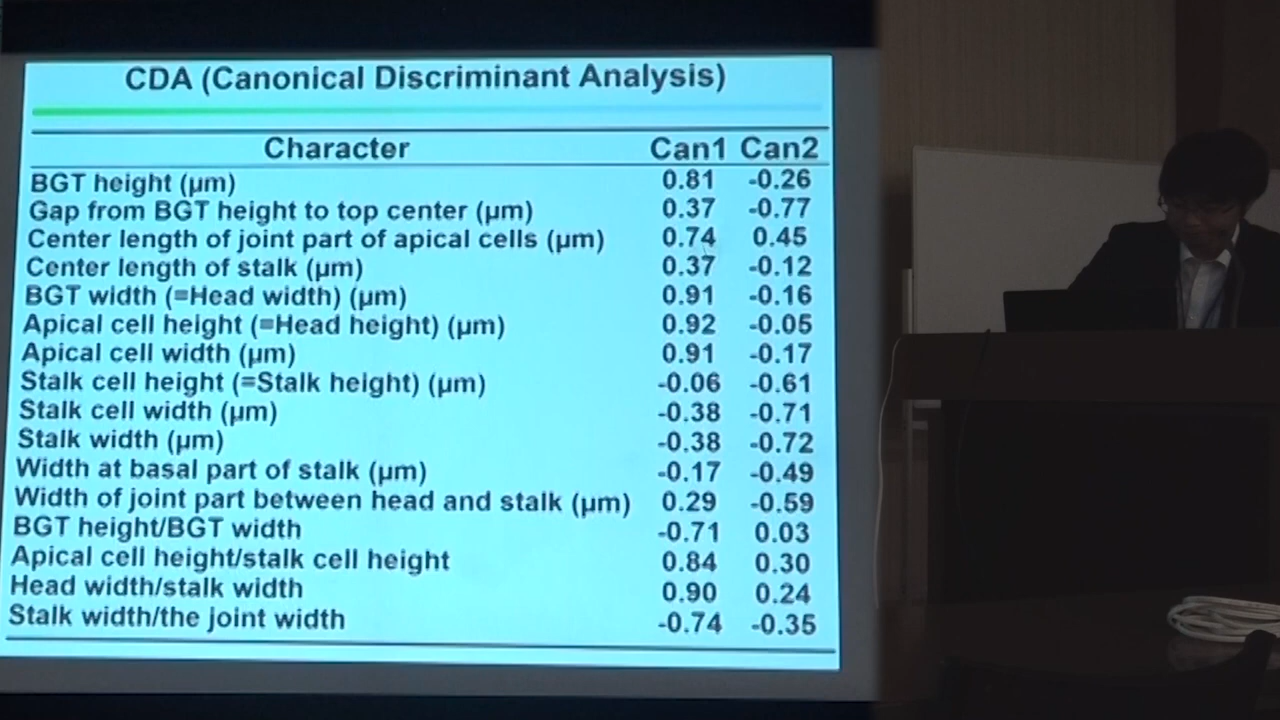 CDA (Canonical Discriminant Analysis)
Character Can1 Can2
BGT height (µm) 0.81 -0.26
Gap from BGT height to top center (µm) 0.37 -0.77
Center length of joint part of apical cells (µm) 0.74 0.45
Center length of stalk (µm) 0.37 -0.12
BGT width (=Head width) (µm) 0.91 -0.16
Apical cell height (=Head height) (µm) 0.92 -0.05
Apical cell width (µm) 0.91 -0.17
Stalk cell height (=Stalk height) (µm) -0.06 -0.61
Stalk cell width (µm) -0.38 -0.71
Stalk width (µm) -0.38 -0.72
Width at basal part of stalk (µm) -0.17 -0.49
Width of joint part between head and stalk (µm) 0.29 -0.59
BGT height/BGT width -0.71 0.03
Apical cell height/stalk cell height 0.84 0.30
Head width/stalk width 0.90 0.24
Stalk width/the joint width -0.74 -0.35